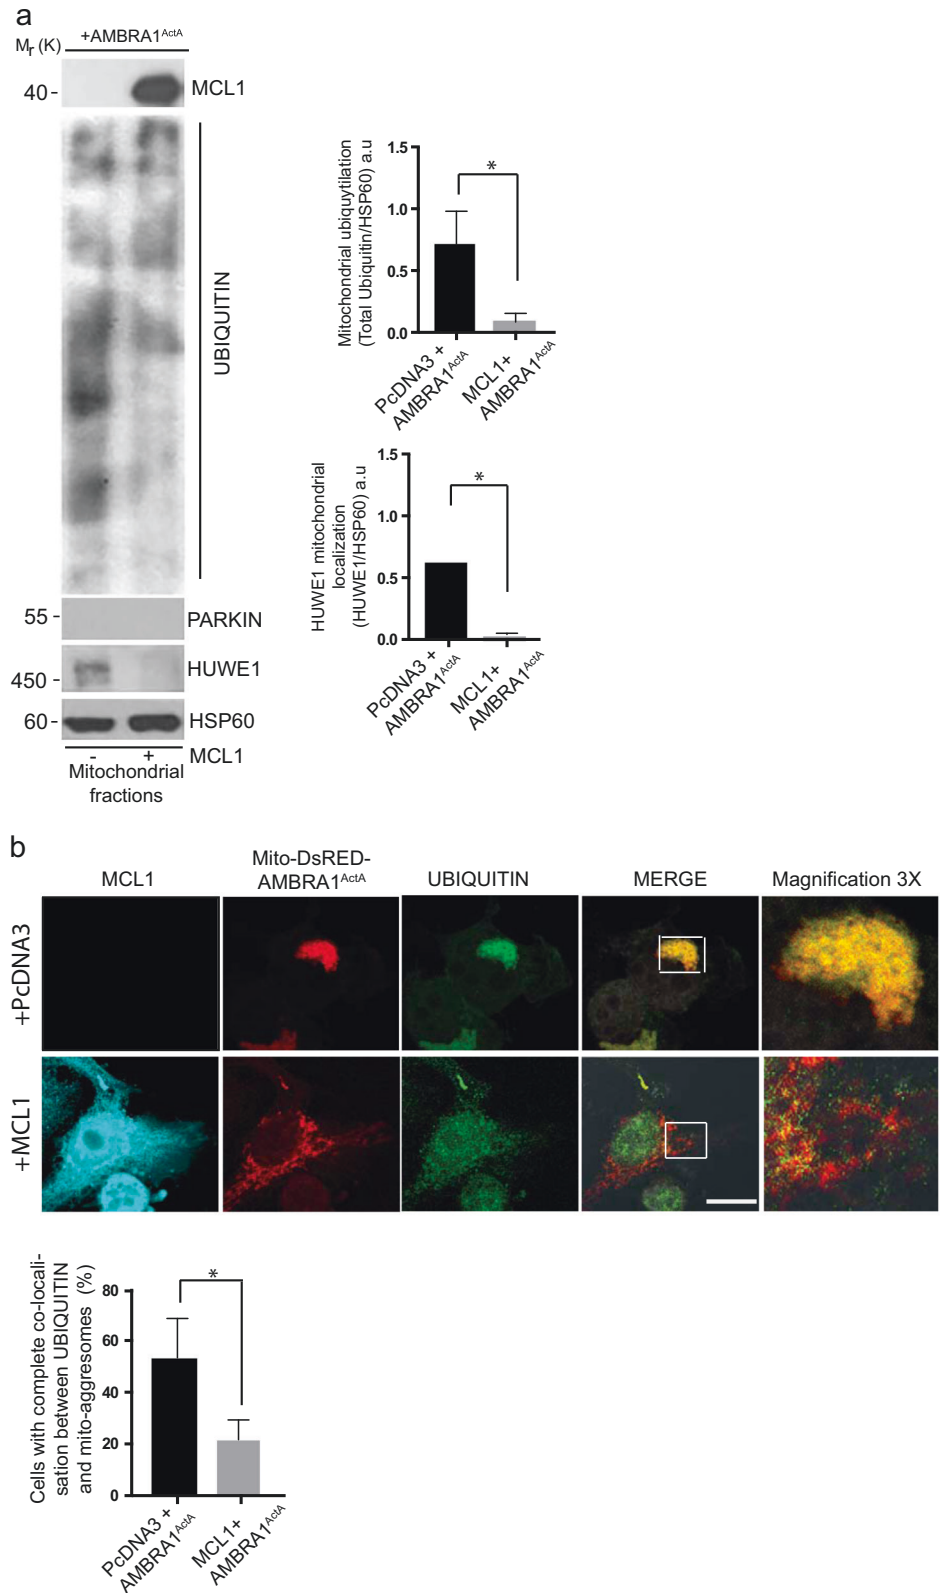 a
Mr (K)
+AMBRA1ActA
40-
MCL1
UBIQUITIN
55 -
PARKIN
450 -
HUWE1
60 -
HSP60
- + MCL1
Mitochondrial
fractions
Mitochondrial ubiquytilation
(Total Ubiquitin/HSP60) a.u
1.5
1.0
0.5
0.0
*
PcDNA3 +
AMBRA1ActA
MCL1+
AMBRA1ActA
HUWE1 mitochondrial
localization
(HUWE1/HSP60) a.u
1.5
1.0
0.5
0.0
*
PcDNA3 +
AMBRA1ActA
MCL1+
AMBRA1ActA
b
MCL1
Mito-DsRED-
AMBRA1ActA
UBIQUITIN
MERGE
Magnification 3X
+PcDNA3
+MCL1
Cells with complete co-locali-
sation between UBIQUITIN
and mito-aggresomes (%)
80
60
40
20
0
*
PcDNA3 +
AMBRA1ActA
MCL1+
AMBRA1ActA